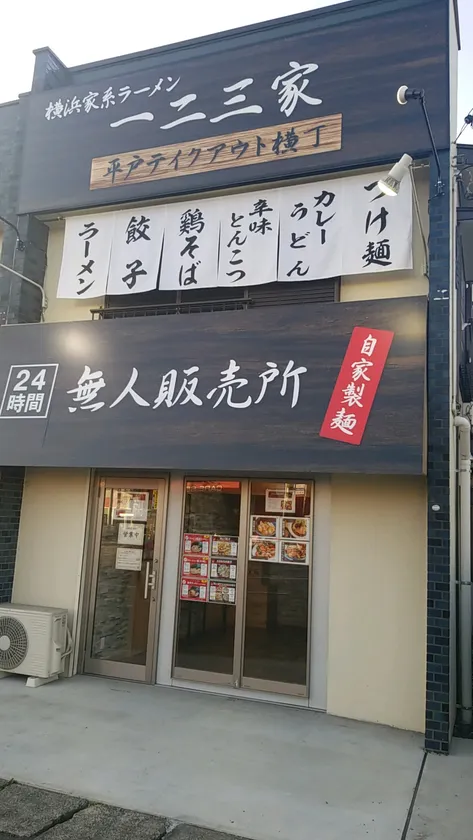 横浜家系ラーメン
一二三家
平戸テイクアウト横丁
ラーメン
餃子
鶏そば
辛味とんこつ
カレーうどん
つけ麺
24時間
無人販売所
自家製麺
営業中